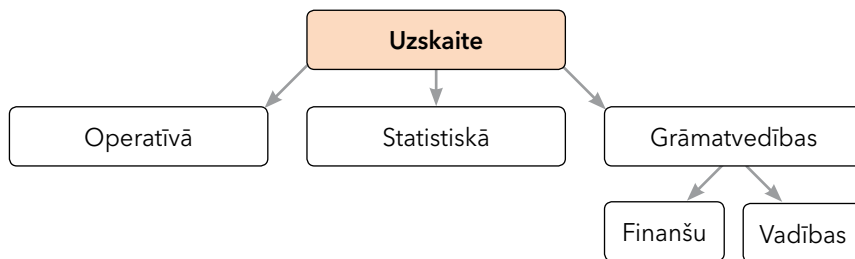 Uzskaite
Operatīvā
Statistiskā
Grāmatvedības
Finanšu
Vadības